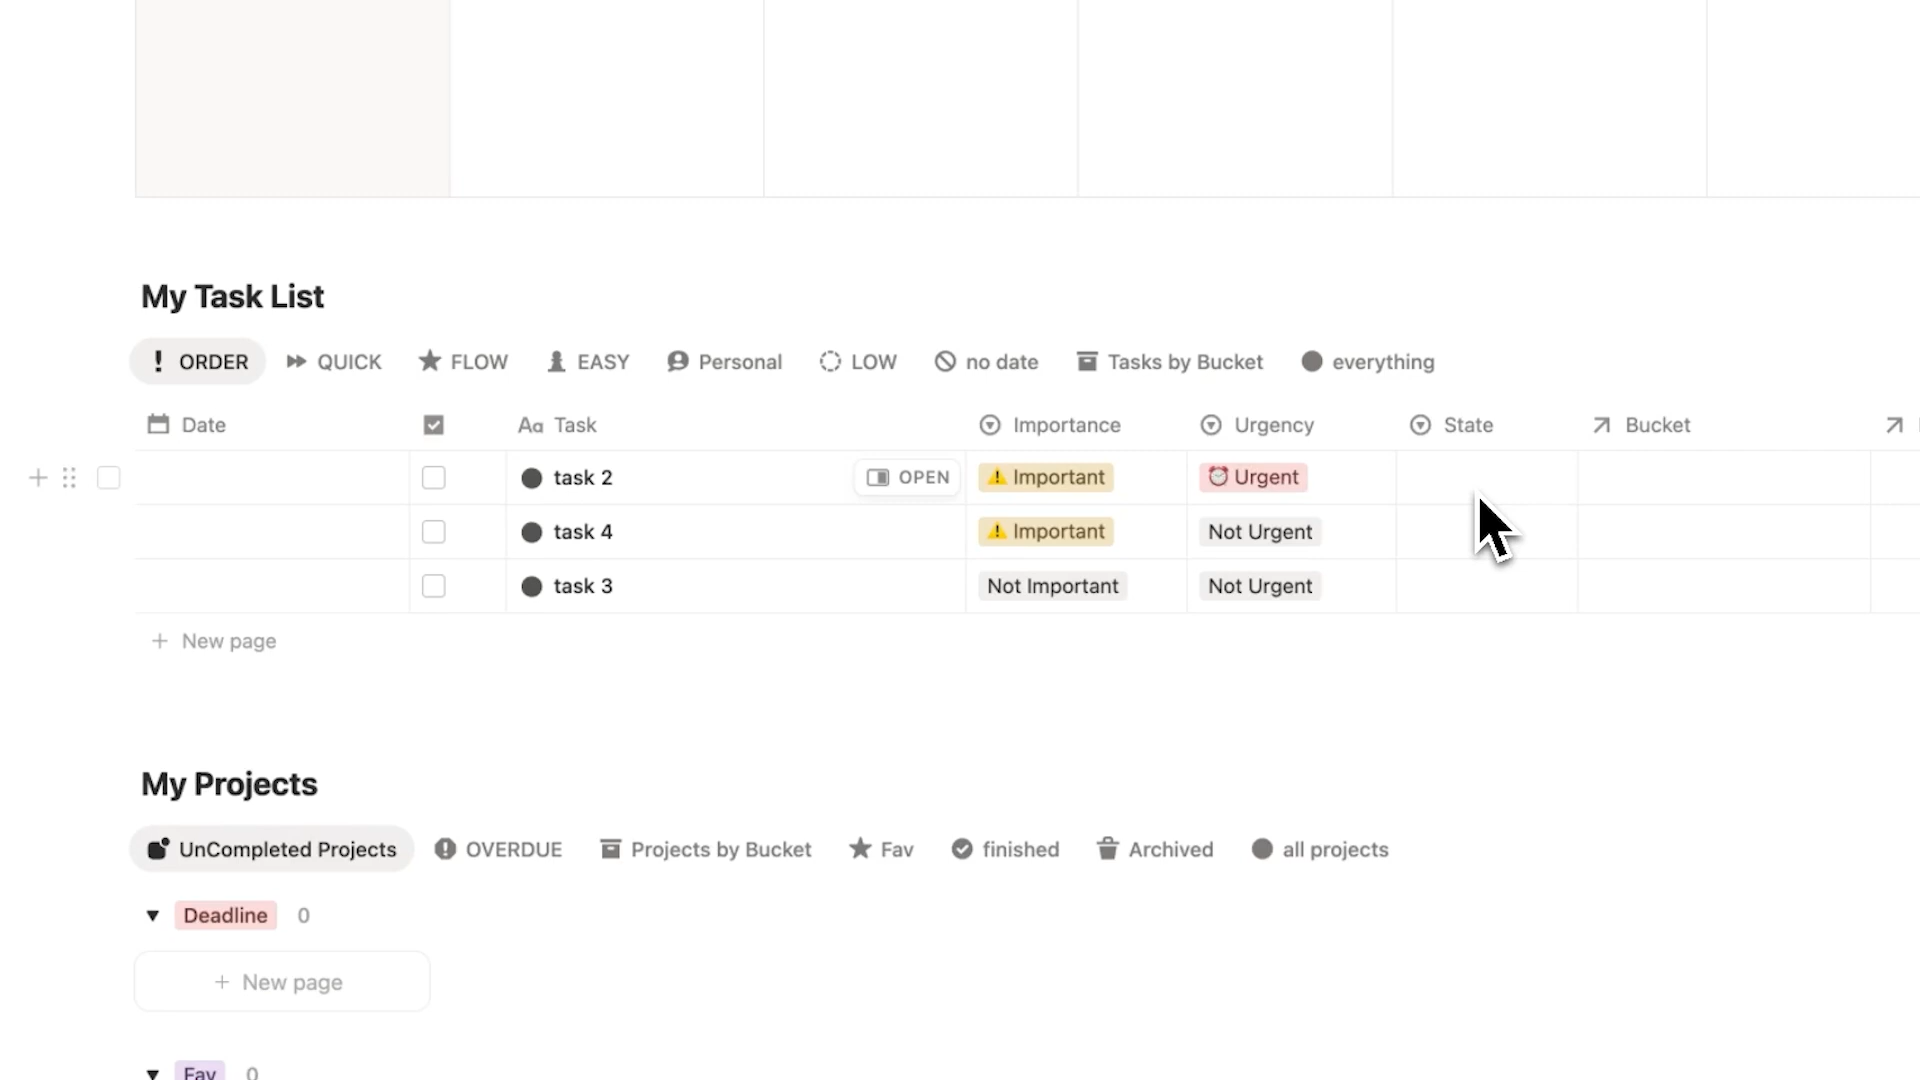 My Task List
ORDER QUICK FLOW EASY Personal LOW no date Tasks by Bucket everything
Date Aa Task Importance Urgency State Bucket
task 2 OPEN ⚠️ Important ⏰ Urgent
task 4 ⚠️ Important Not Urgent
task 3 Not Important Not Urgent
+ New page
My Projects
UnCompleted Projects OVERDUE Projects by Bucket Fav finished Archived all projects
Deadline 0
+ New page
Fav 0